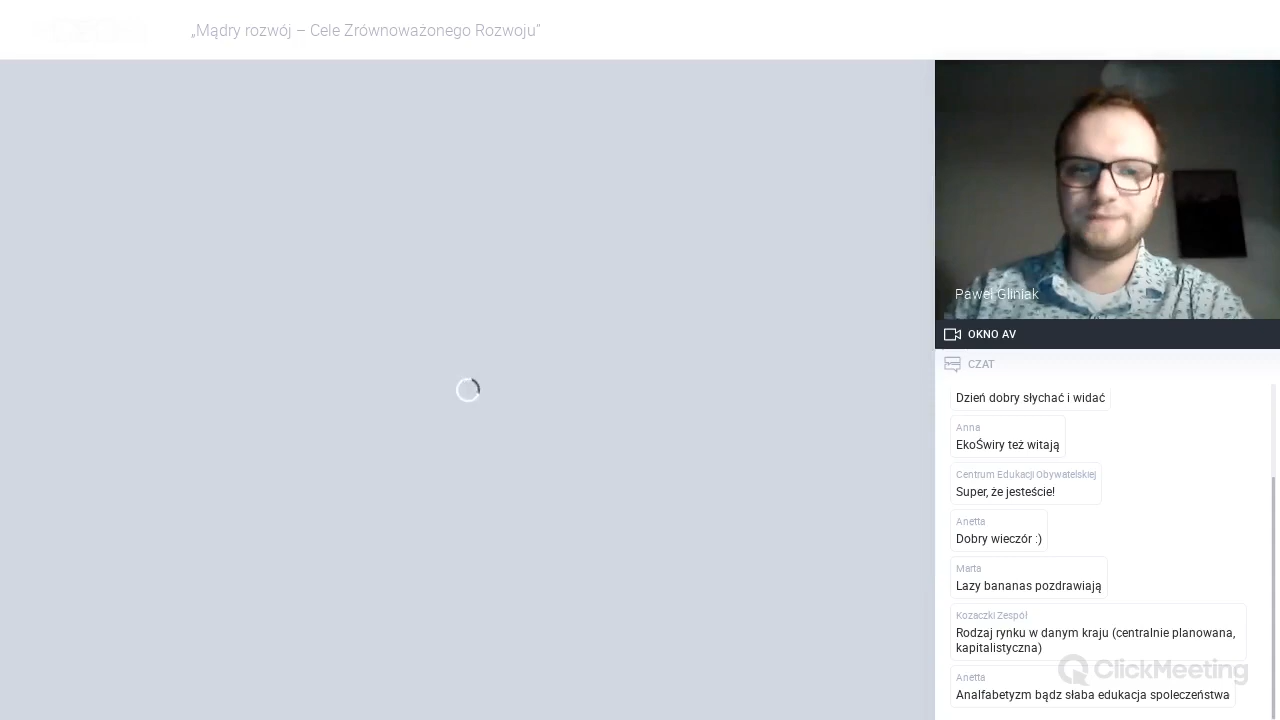 „Mądry rozwój – Cele Zrównoważonego Rozwoju”
Paweł Gliniak
OKNO AV
CZAT
Dzień dobry słychać i widać
Anna
EkoŚwiry też witają
Centrum Edukacji Obywatelskiej
Super, że jesteście!
Anetta
Dobry wieczór :)
Marta
Lazy bananas pozdrawiają
Kozaczki Zespół
Rodzaj rynku w danym kraju (centralnie planowana,
kapitalistyczna)
ClickMeeting
Anetta
Analfabetyzm bądz słaba edukacja spoleczeństwa